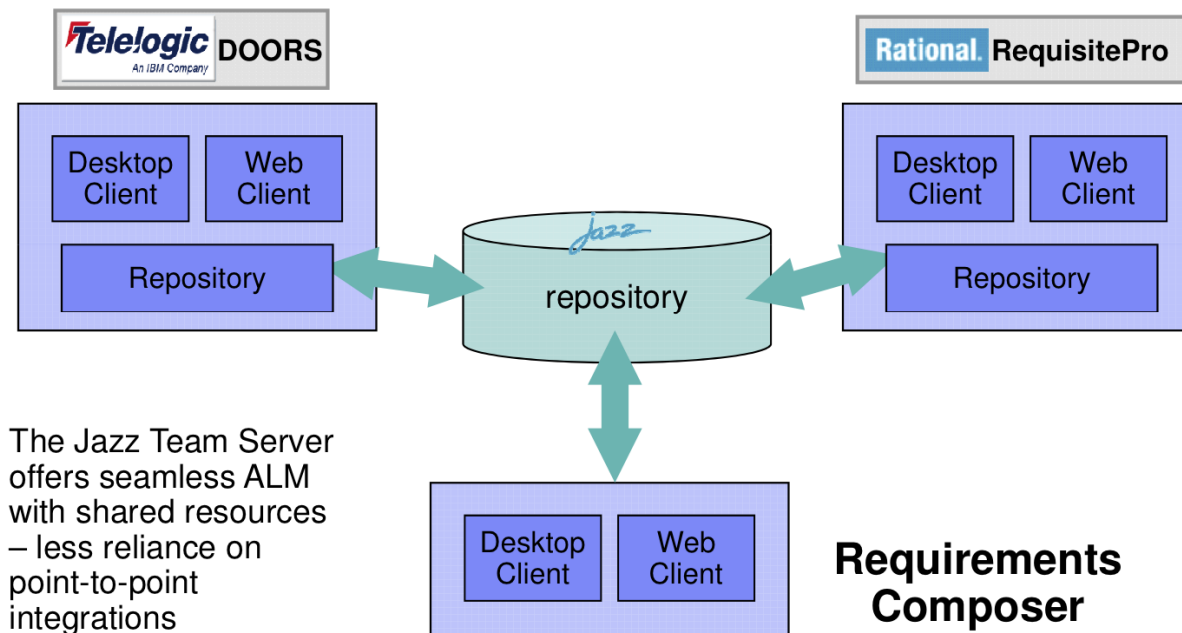 Telelogic DOORS
An IBM Company
Rational. RequisitePro
Desktop
Client
Web
Client
Repository
Desktop
Client
Web
Client
Repository
jazz
repository
The Jazz Team Server
offers seamless ALM
with shared resources
– less reliance on
point-to-point
integrations
Desktop
Client
Web
Client
Requirements
Composer